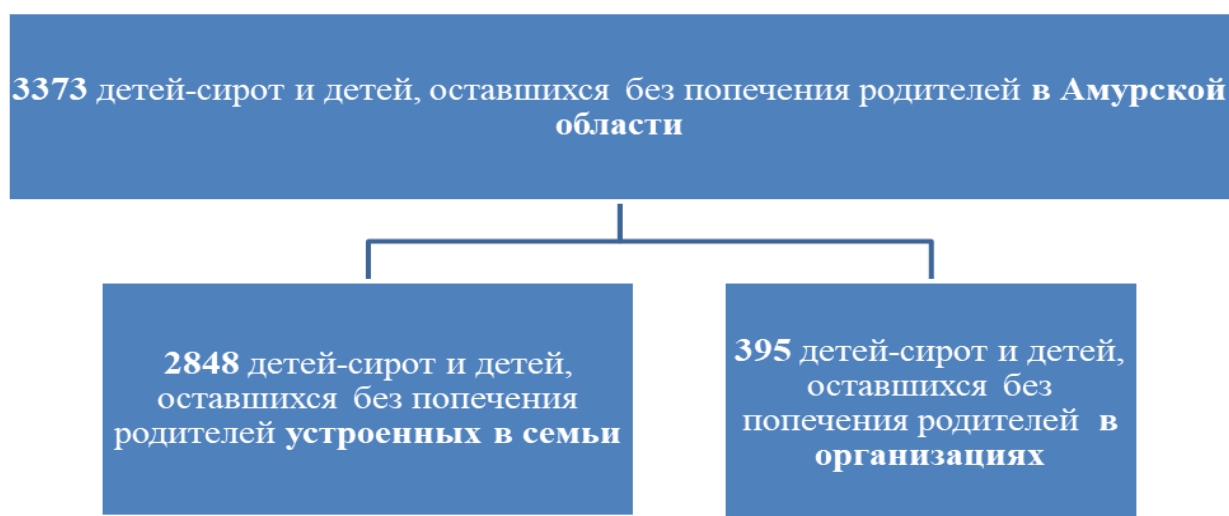 3373 детей-сирот и детей, оставшихся без попечения родителей в Амурской
области
2848 детей-сирот и детей,
оставшихся без попечения
родителей устроенных в семьи
395 детей-сирот и детей,
оставшихся без
попечения родителей в
организациях